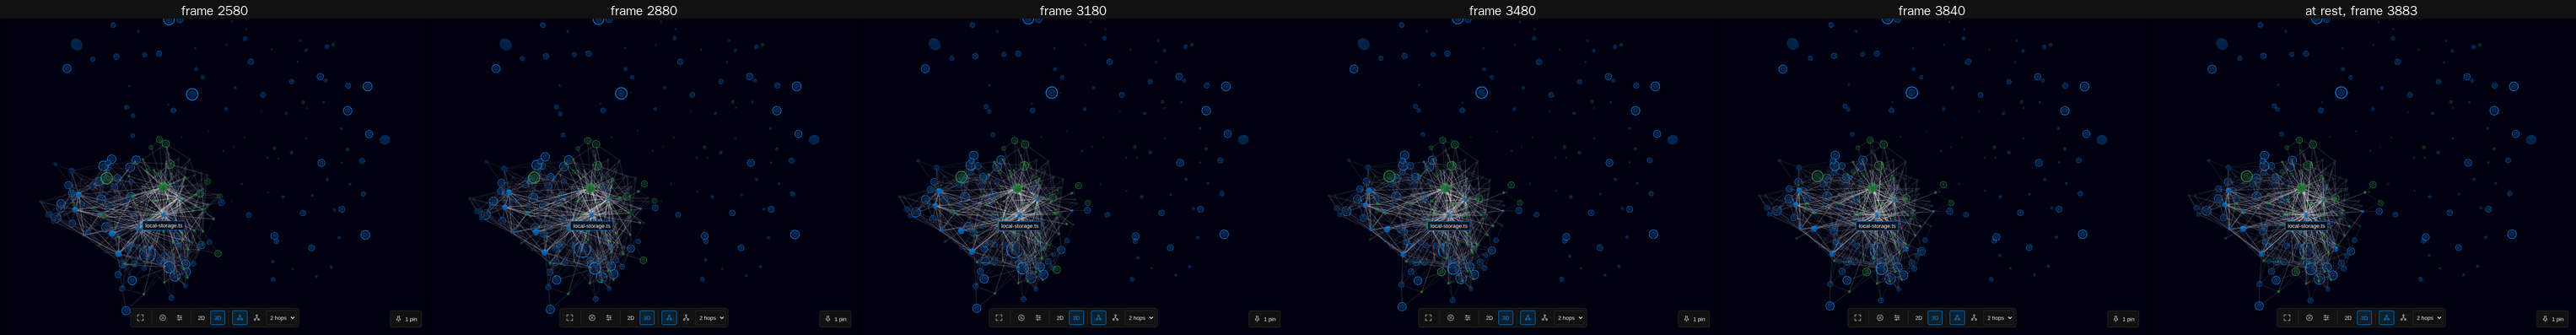 frame 2580
frame 2880
frame 3180
frame 3480
frame 3840
at rest, frame 3883
local-storage.ts
local-storage.ts
local-storage.ts
local-storage.ts
local-storage.ts
local-storage.ts
2D 3D 2 hops 1 pin
2D 3D 2 hops 1 pin
2D 3D 2 hops 1 pin
2D 3D 2 hops 1 pin
2D 3D 2 hops 1 pin
2D 3D 2 hops 1 pin